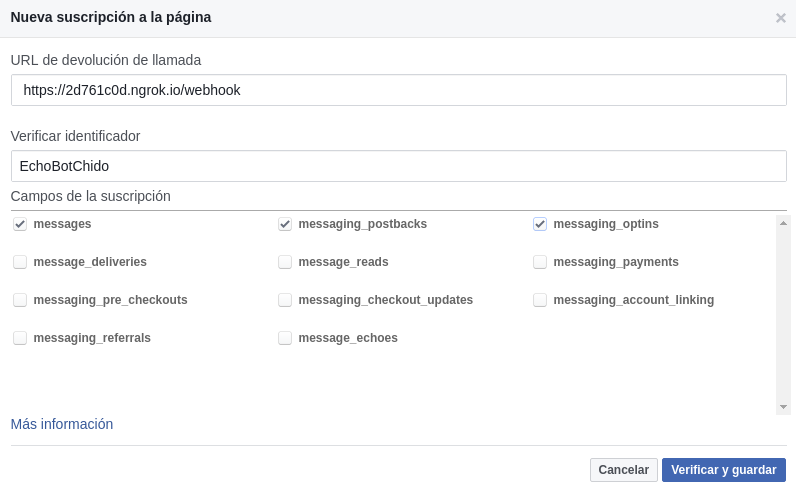 Nueva suscripción a la página
URL de devolución de llamada
https://2d761c0d.ngrok.io/webhook
Verificar identificador
EchoBotChido
Campos de la suscripción
messages messaging_postbacks messaging_optins
message_deliveries message_reads messaging_payments
messaging_pre_checkouts messaging_checkout_updates messaging_account_linking
messaging_referrals message_echoes
Más información
Cancelar Verificar y guardar